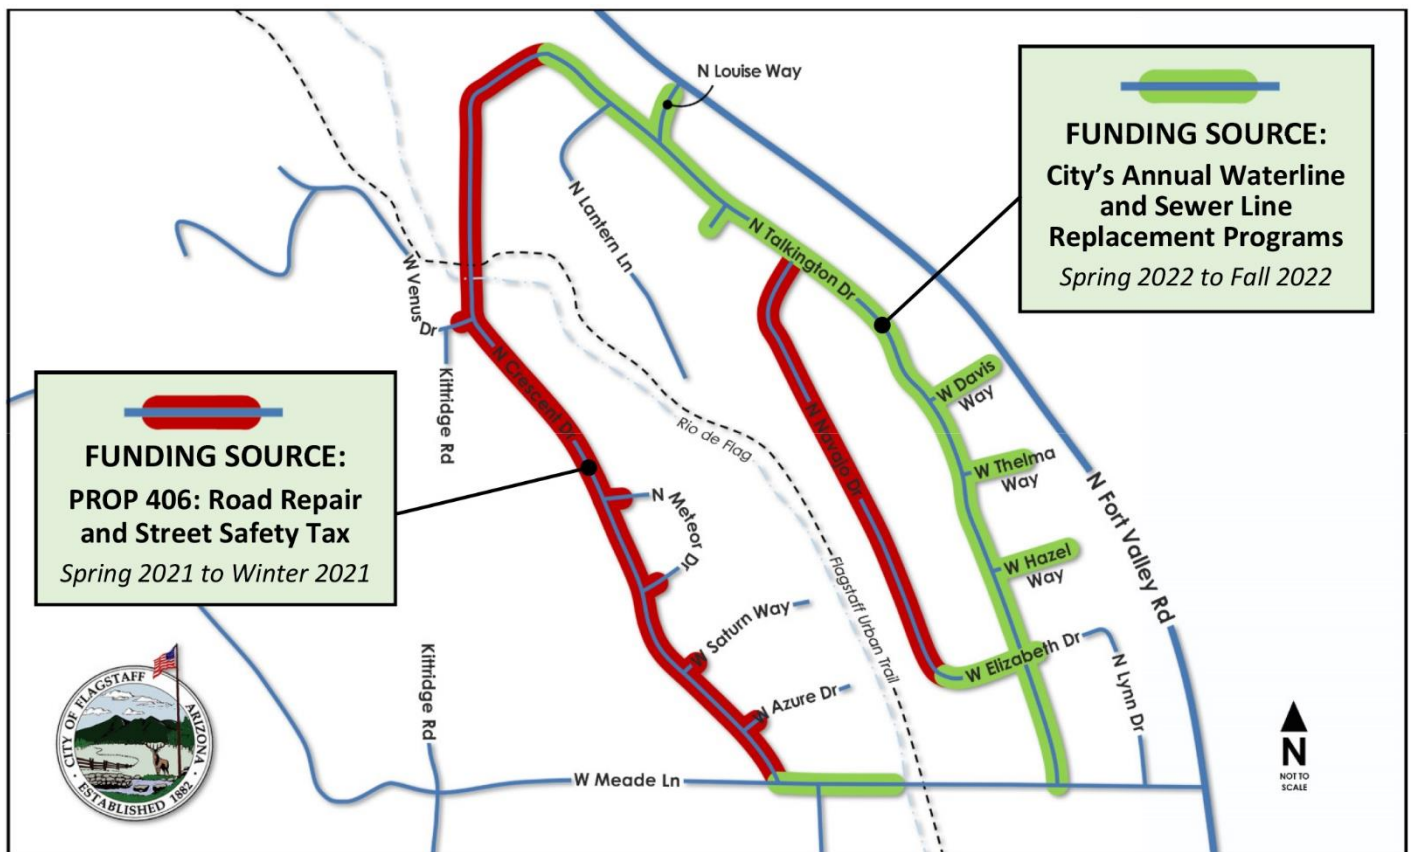 N Louise Way
FUNDING SOURCE:
City's Annual Waterline
and Sewer Line
Replacement Programs
Spring 2022 to Fall 2022
N Lantern Ln
N Talkington Dr
W Venus
Dr
N Crescent Dr
Kittridge Rd
N Navajo Dr
W Davis
Way
Rio de Flag
FUNDING SOURCE:
PROP 406: Road Repair
and Street Safety Tax
Spring 2021 to Winter 2021
W Thelma
Way
N Fort Valley Rd
N Meteor Dr
W Hazel
Way
Flagstaff Urban Trail
W Saturn Way
W Elizabeth Dr
N Lynn Dr
Kittridge Rd
W Azure Dr
CITY OF FLAGSTAFF
ARIZONA
ESTABLISHED 1882
W Meade Ln
N
NOT TO
SCALE